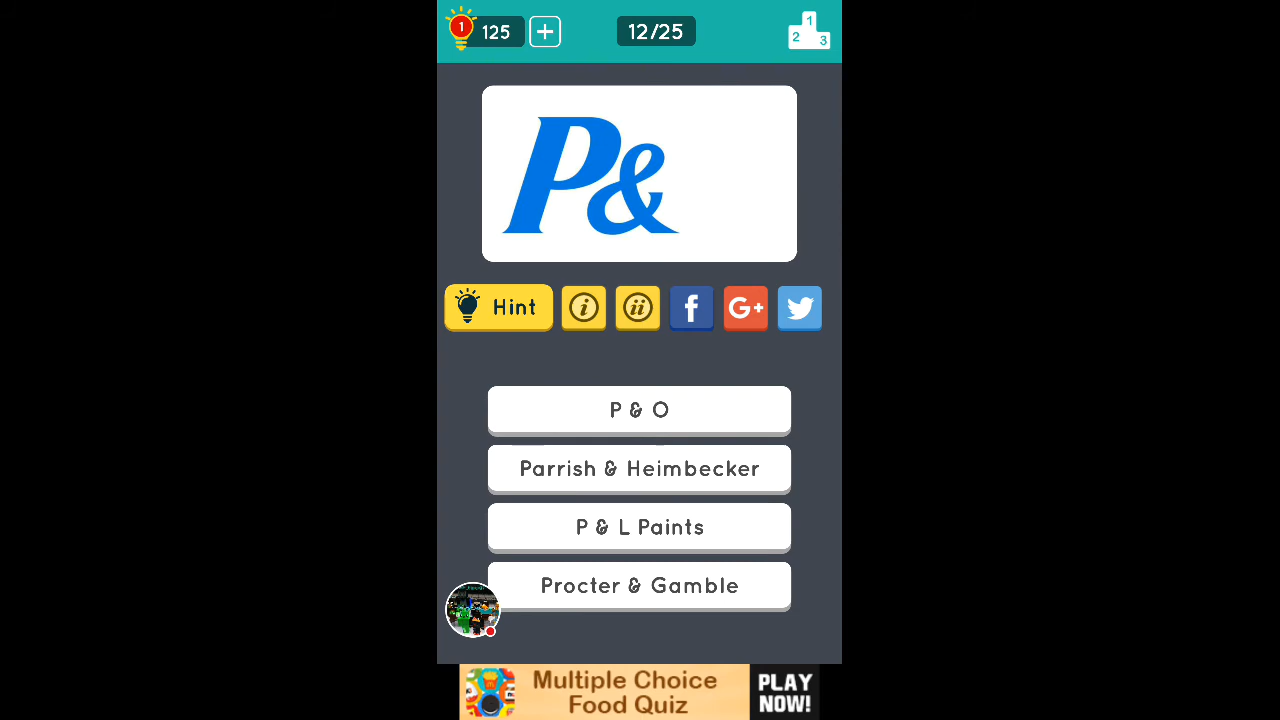 1 125 + 12/25 1 2 3
P&
Hint i ii f G+
P & O
Parrish & Heimbecker
P & L Paints
Procter & Gamble
Multiple Choice
Food Quiz
PLAY
NOW!